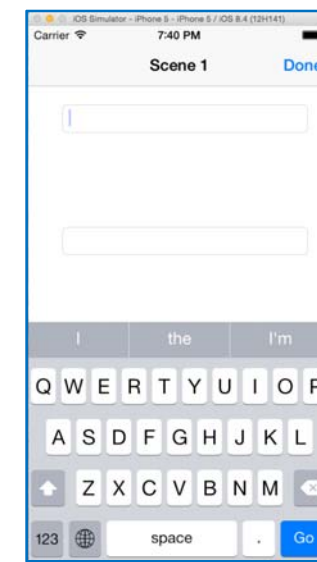 iOS Simulator - iPhone 5 - iPhone 5 / iOS 8.4 (12H141)
Carrier 7:40 PM
Scene 1 Done
I the I'm
Q W E R T Y U I O P
A S D F G H J K L
Z X C V B N M
123 space . Go